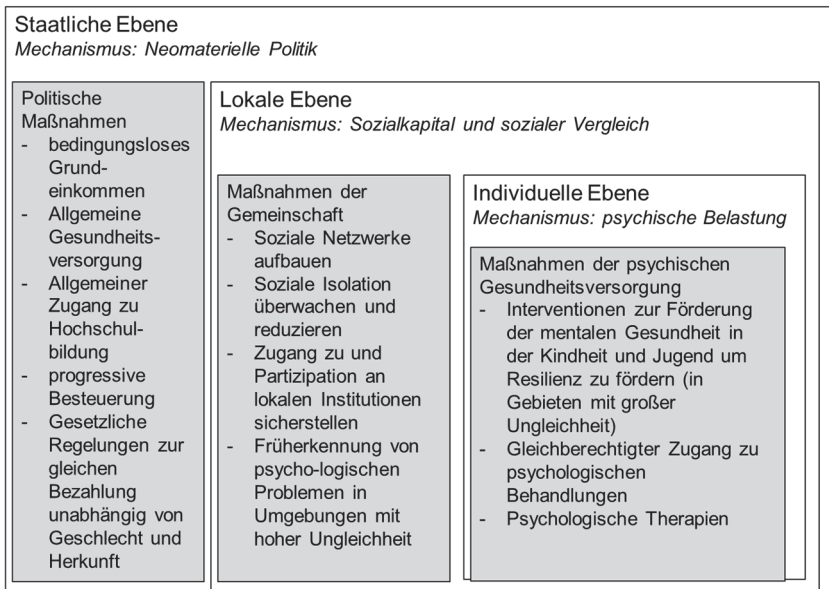 Staatliche Ebene
Mechanismus: Neomaterielle Politik
Politische
Maßnahmen
- bedingungsloses
Grund-
einkommen
- Allgemeine
Gesundheits-
versorgung
- Allgemeiner
Zugang zu
Hochschul-
bildung
- progressive
Besteuerung
- Gesetzliche
Regelungen zur
gleichen
Bezahlung
unabhängig von
Geschlecht und
Herkunft
Lokale Ebene
Mechanismus: Sozialkapital und sozialer Vergleich
Maßnahmen der
Gemeinschaft
- Soziale Netzwerke
aufbauen
- Soziale Isolation
überwachen und
reduzieren
- Zugang zu und
Partizipation an
lokalen Institutionen
sicherstellen
- Früherkennung von
psycho-logischen
Problemen in
Umgebungen mit
hoher Ungleichheit
Individuelle Ebene
Mechanismus: psychische Belastung
Maßnahmen der psychischen
Gesundheitsversorgung
- Interventionen zur Förderung
der mentalen Gesundheit in
der Kindheit und Jugend um
Resilienz zu fördern (in
Gebieten mit großer
Ungleichheit)
- Gleichberechtigter Zugang zu
psychologischen
Behandlungen
- Psychologische Therapien